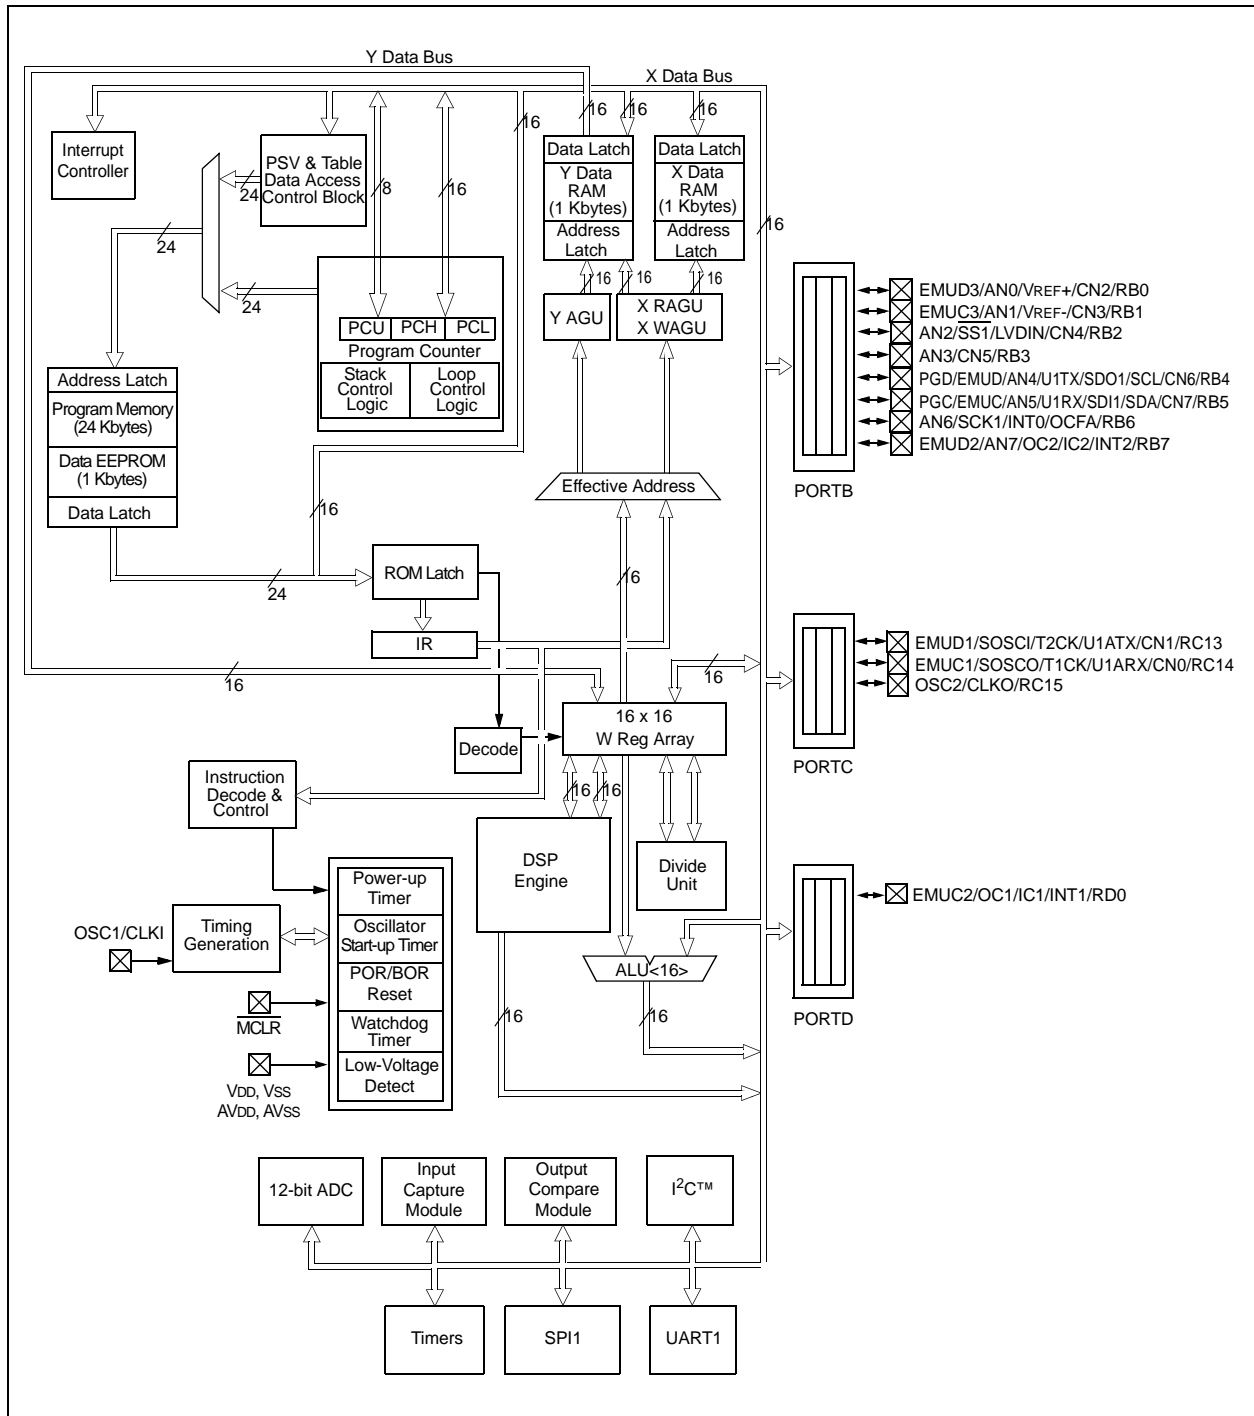 Y Data Bus
X Data Bus
16
16
16
16
Interrupt
Controller
PSV & Table
Data Access
Control Block
24
8
16
24
24
Data Latch
Y Data
RAM
(1 Kbytes)
Address
Latch
Data Latch
X Data
RAM
(1 Kbytes)
Address
Latch
16
16
16
16
Y AGU
X RAGU
X WAGU
PCU
PCH
PCL
Program Counter
Stack
Control
Logic
Loop
Control
Logic
Address Latch
Program Memory
(24 Kbytes)
Data EEPROM
(1 Kbytes)
Data Latch
16
24
ROM Latch
IR
Effective Address
16
16
16
16 x 16
W Reg Array
Decode
Instruction
Decode &
Control
16
16
DSP
Engine
Divide
Unit
Power-up
Timer
Oscillator
Start-up Timer
POR/BOR
Reset
Watchdog
Timer
Low-Voltage
Detect
OSC1/CLKI
Timing
Generation
MCLR
VDD, VSS
AVDD, AVSS
ALU<16>
16
16
EMUD3/AN0/VREF+/CN2/RB0
EMUC3/AN1/VREF-/CN3/RB1
AN2/SS1/LVDIN/CN4/RB2
AN3/CN5/RB3
PGD/EMUD/AN4/U1TX/SDO1/SCL/CN6/RB4
PGC/EMUC/AN5/U1RX/SDI1/SDA/CN7/RB5
AN6/SCK1/INT0/OCFA/RB6
EMUD2/AN7/OC2/IC2/INT2/RB7
PORTB
EMUD1/SOSCI/T2CK/U1ATX/CN1/RC13
EMUC1/SOSCO/T1CK/U1ARX/CN0/RC14
OSC2/CLKO/RC15
PORTC
EMUC2/OC1/IC1/INT1/RD0
PORTD
12-bit ADC
Input
Capture
Module
Output
Compare
Module
I2C™
Timers
SPI1
UART1